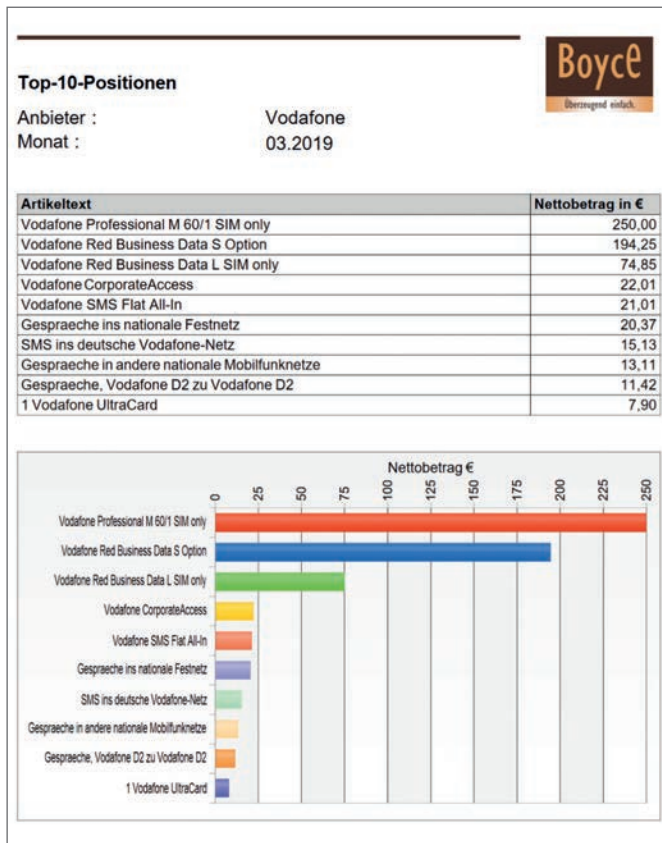 Boyce
Überzeugend einfach.
Top-10-Positionen
Anbieter : Vodafone
Monat : 03.2019
Artikeltext Nettobetrag in €
Vodafone Professional M 60/1 SIM only 250,00
Vodafone Red Business Data S Option 194,25
Vodafone Red Business Data L SIM only 74,85
Vodafone CorporateAccess 22,01
Vodafone SMS Flat All-In 21,01
Gespraeche ins nationale Festnetz 20,37
SMS ins deutsche Vodafone-Netz 15,13
Gespraeche in andere nationale Mobilfunknetze 13,11
Gespraeche, Vodafone D2 zu Vodafone D2 11,42
1 Vodafone UltraCard 7,90
Nettobetrag €
0 25 50 75 100 125 150 175 200 225 250
Vodafone Professional M 60/1 SIM only
Vodafone Red Business Data S Option
Vodafone Red Business Data L SIM only
Vodafone CorporateAccess
Vodafone SMS Flat All-In
Gespraeche ins nationale Festnetz
SMS ins deutsche Vodafone-Netz
Gespraeche in andere nationale Mobilfunknetze
Gespraeche, Vodafone D2 zu Vodafone D2
1 Vodafone UltraCard